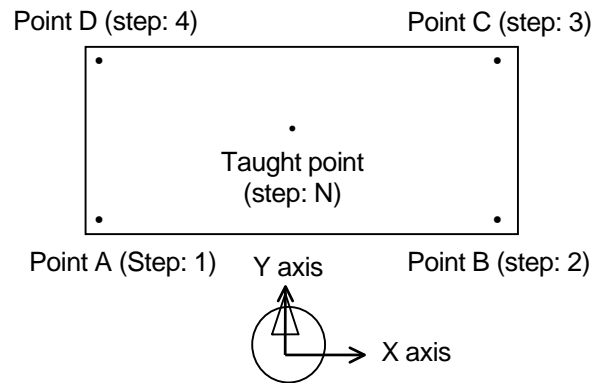 Point D (step: 4)
Point C (step: 3)
Taught point
(step: N)
Point A (Step: 1)
Y axis
Point B (step: 2)
X axis